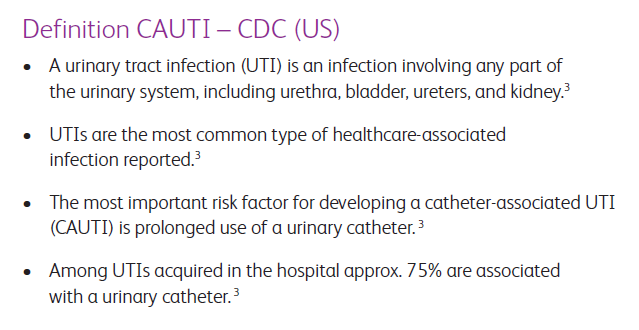 Definition CAUTI – CDC (US)
• A urinary tract infection (UTI) is an infection involving any part of
the urinary system, including urethra, bladder, ureters, and kidney.³
• UTIs are the most common type of healthcare-associated
infection reported.³
• The most important risk factor for developing a catheter-associated UTI
(CAUTI) is prolonged use of a urinary catheter. ³
• Among UTIs acquired in the hospital approx. 75% are associated
with a urinary catheter. ³